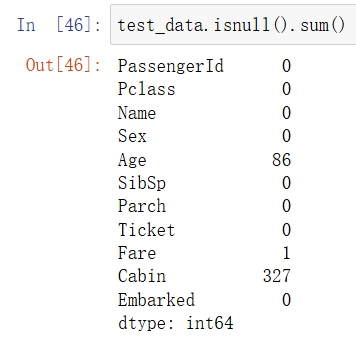 In [46]: test_data.isnull().sum()
Out[46]: PassengerId 0
Pclass 0
Name 0
Sex 0
Age 86
SibSp 0
Parch 0
Ticket 0
Fare 1
Cabin 327
Embarked 0
dtype: int64